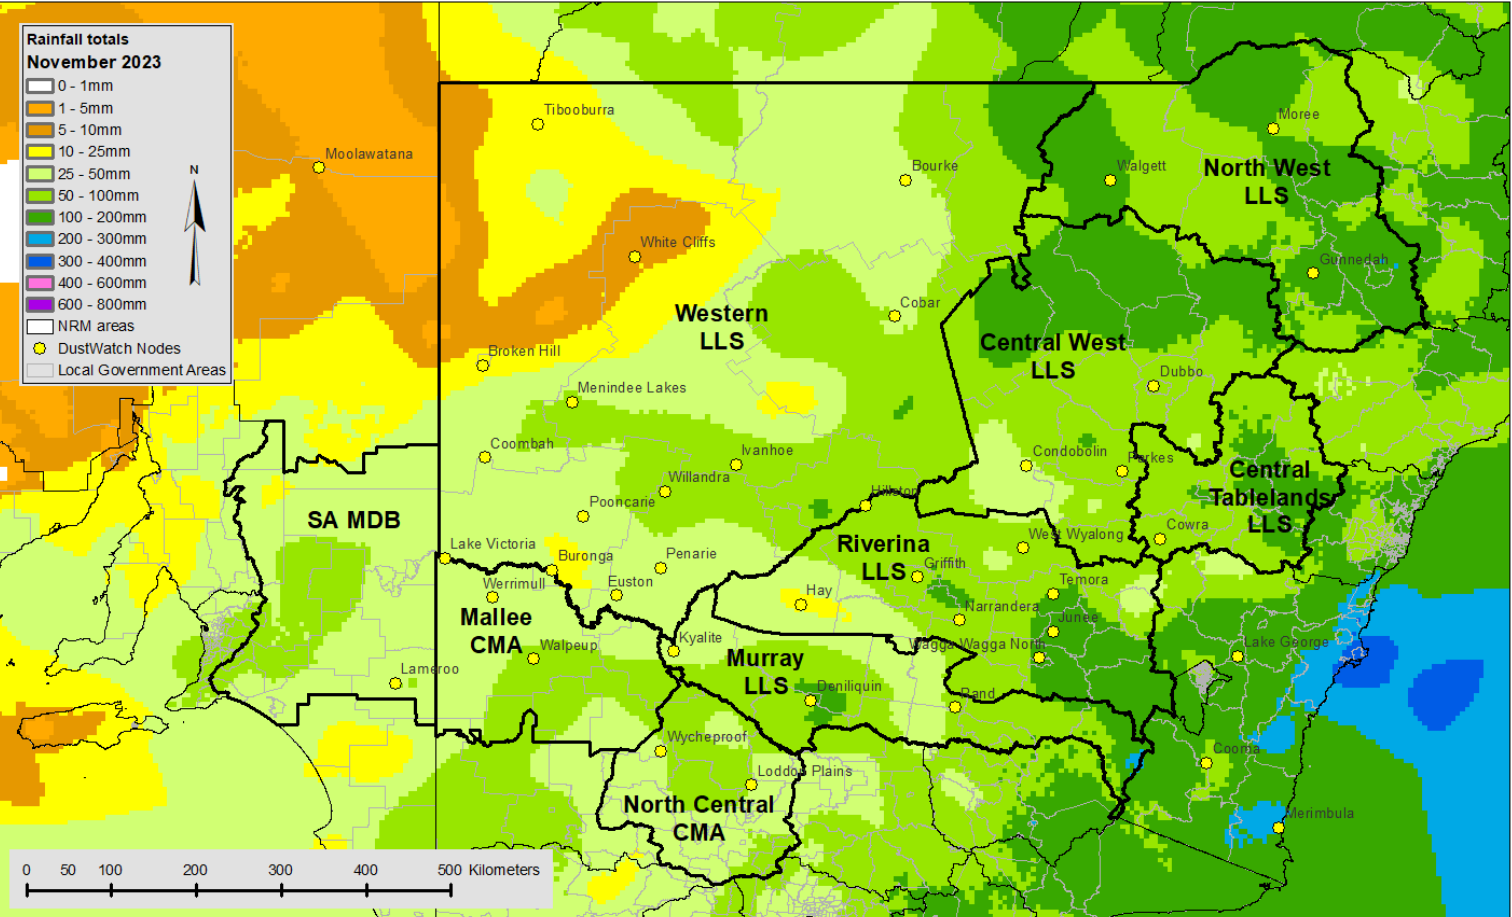 Rainfall totals
November 2023
0 - 1mm
1 - 5mm
5 - 10mm
10 - 25mm
25 - 50mm
50 - 100mm
100 - 200mm
200 - 300mm
300 - 400mm
400 - 600mm
600 - 800mm
NRM areas
DustWatch Nodes
Local Government Areas
N
Tibooburra
Moolawatana
Bourke
Walgett
Moree
North West
LLS
White Cliffs
Gunnedah
Cobar
Western
LLS
Broken Hill
Central West
LLS
Dubbo
Menindee Lakes
Coombah
Ivanhoe
Willandra
Condobolin
Parkes
Central
Tablelands
LLS
Pooncarie
Hillston
SA MDB
Cowra
West Wyalong
Lake Victoria
Riverina
LLS
Buronga
Penarie
Griffith
Werrimull
Euston
Hay
Temora
Mallee
CMA
Narrandera
Junee
Kyalite
Walpeup
Wagga Wagga North
Lake George
Murray
LLS
Lameroo
Deniliquin
Rand
Wycheproof
Cooma
Loddon Plains
North Central
CMA
Merimbula
0 50 100 200 300 400 500 Kilometers